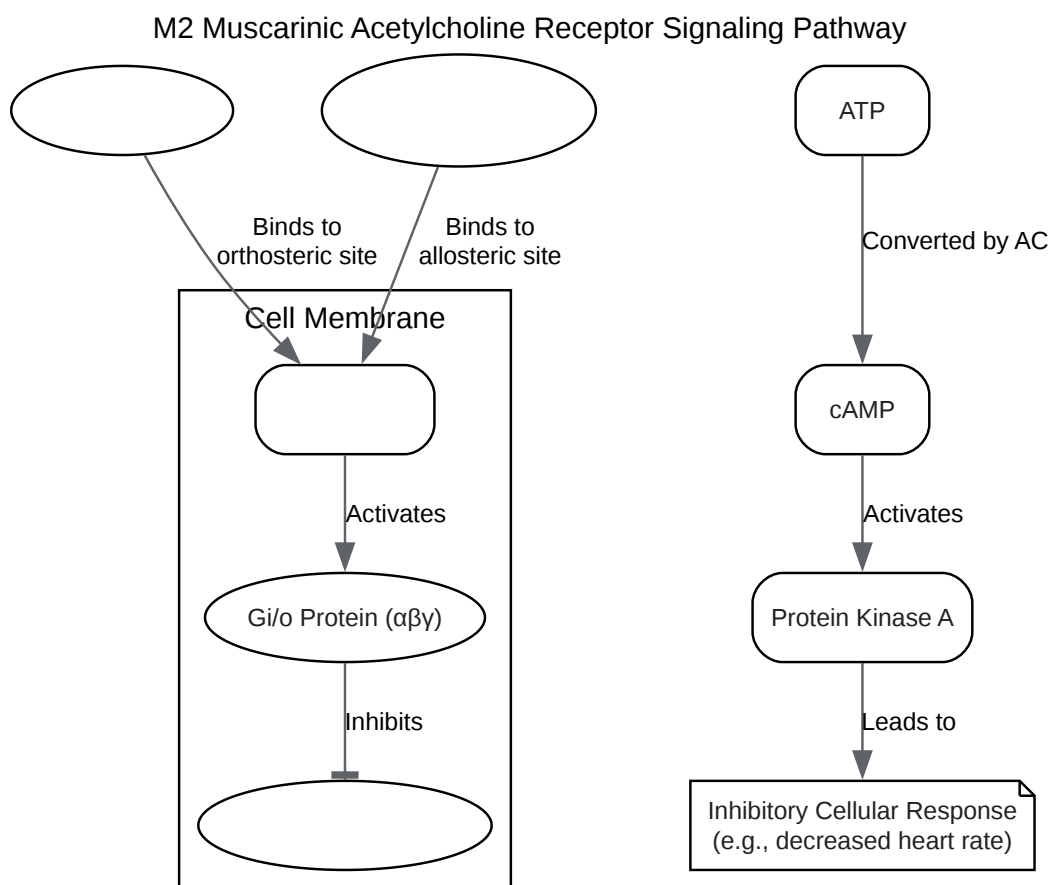 M2 Muscarinic Acetylcholine Receptor Signaling Pathway
ATP
Binds to
orthosteric site
Binds to
allosteric site
Converted by AC
Cell Membrane
cAMP
Activates
Activates
Gi/o Protein (αβγ)
Protein Kinase A
Inhibits
Leads to
Inhibitory Cellular Response
(e.g., decreased heart rate)